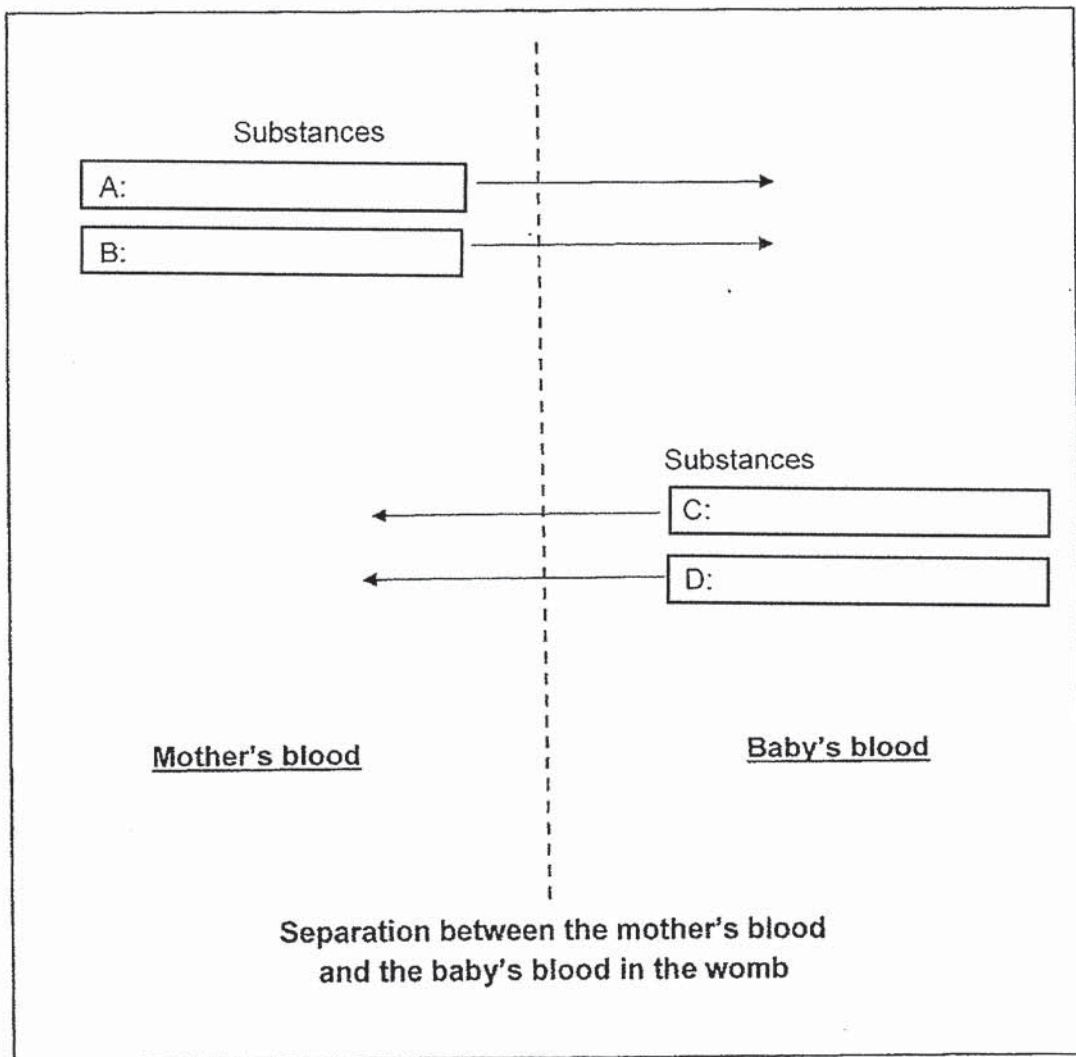 Substances
A:
B:
Substances
C:
D:
Mother's blood
Baby's blood
Separation between the mother's blood
and the baby's blood in the womb